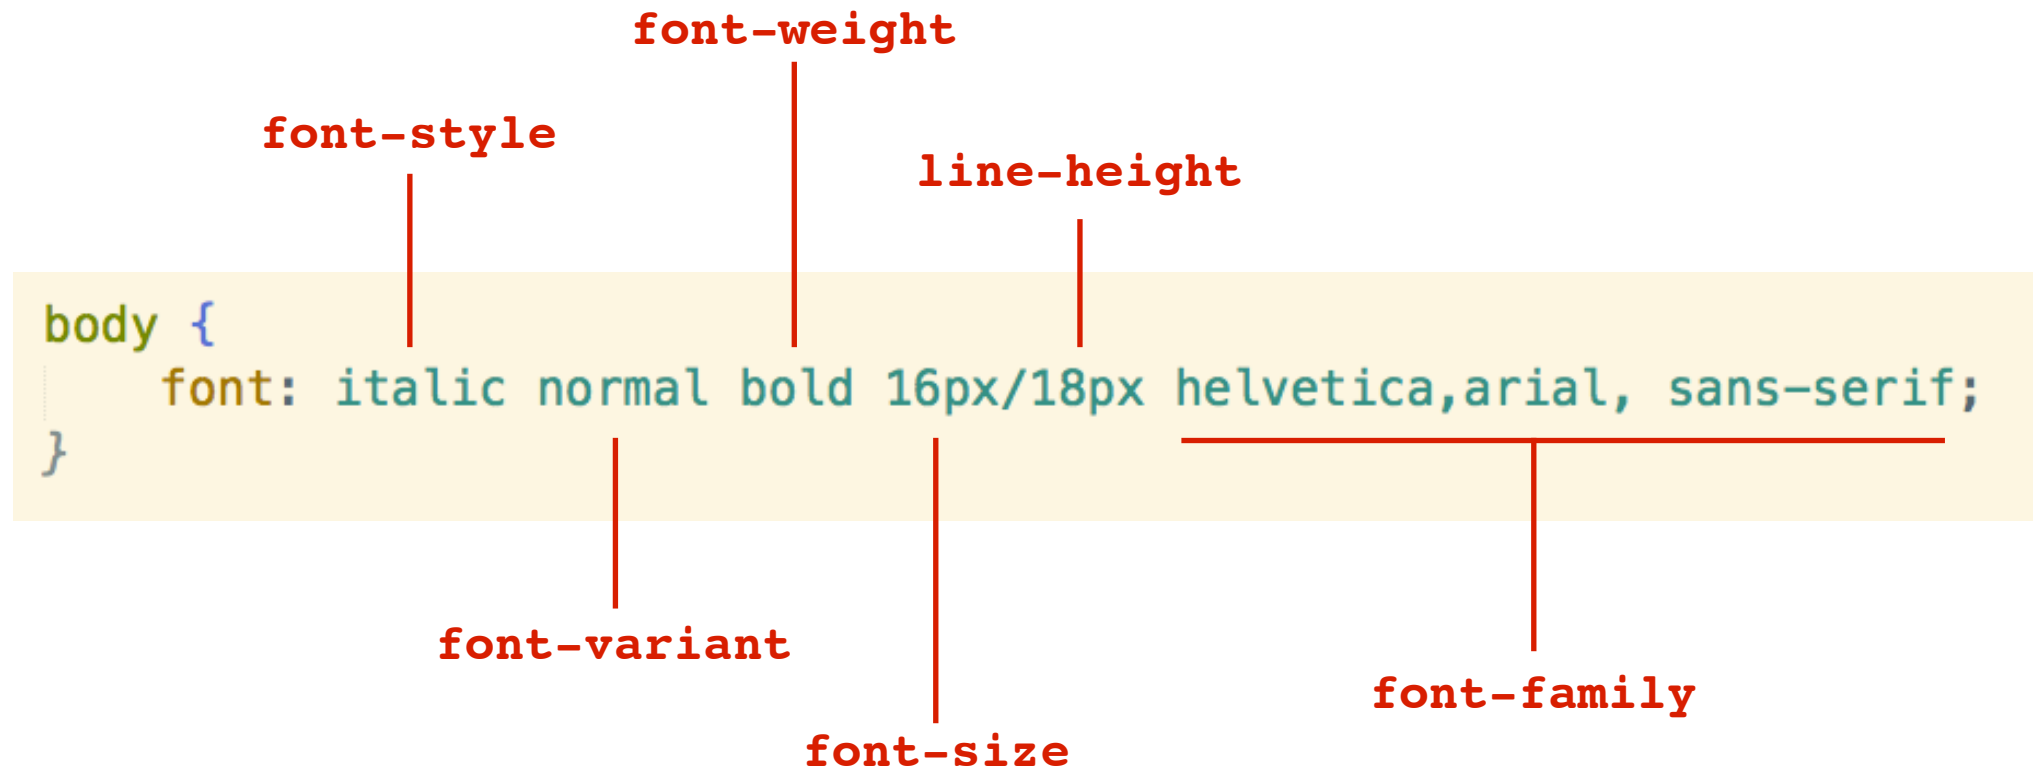 font-weight
font-style
line-height
body {
font: italic normal bold 16px/18px helvetica,arial, sans-serif;
}
font-variant
font-family
font-size